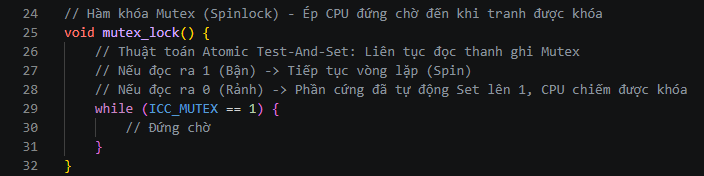 24 // Hàm khóa Mutex (Spinlock) - Ép CPU đứng chờ đến khi tranh được khóa
25 void mutex_lock() {
26     // Thuật toán Atomic Test-And-Set: Liên tục đọc thanh ghi Mutex
27     // Nếu đọc ra 1 (Bận) -> Tiếp tục vòng lặp (Spin)
28     // Nếu đọc ra 0 (Rảnh) -> Phần cứng đã tự động Set lên 1, CPU chiếm được khóa
29     while (ICC_MUTEX == 1) {
30         // Đứng chờ
31     }
32 }